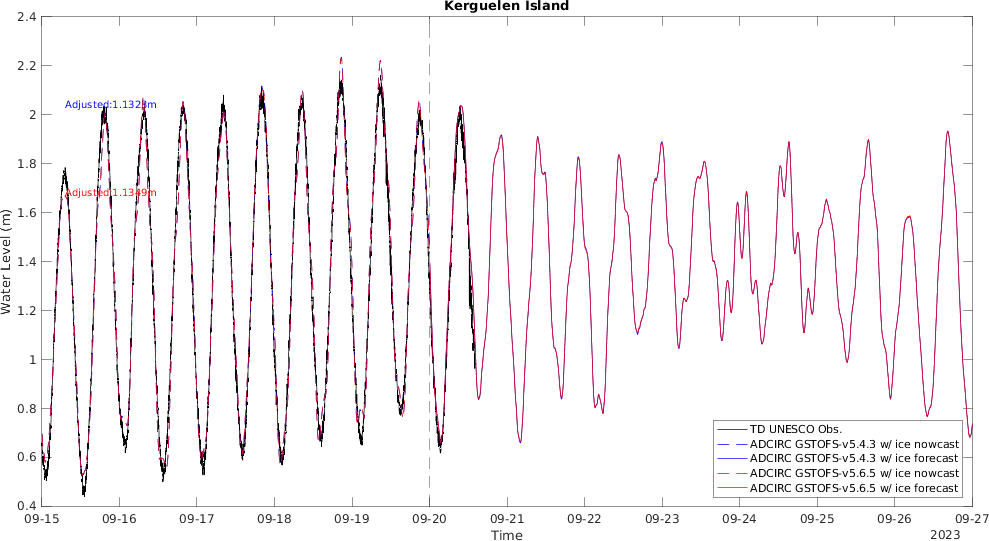 Kerguelen Island
2.4
2.2
2
1.8
1.6
1.4
1.2
1
0.8
0.6
0.4
Water Level (m)
Adjusted:1.1323m
Adjusted:1.1349m
TD UNESCO Obs.
ADCIRC GSTOFS-v5.4.3 w/ ice nowcast
ADCIRC GSTOFS-v5.4.3 w/ ice forecast
ADCIRC GSTOFS-v5.6.5 w/ ice nowcast
ADCIRC GSTOFS-v5.6.5 w/ ice forecast
09-15 09-16 09-17 09-18 09-19 09-20 09-21 09-22 09-23 09-24 09-25 09-26 09-27
Time 2023